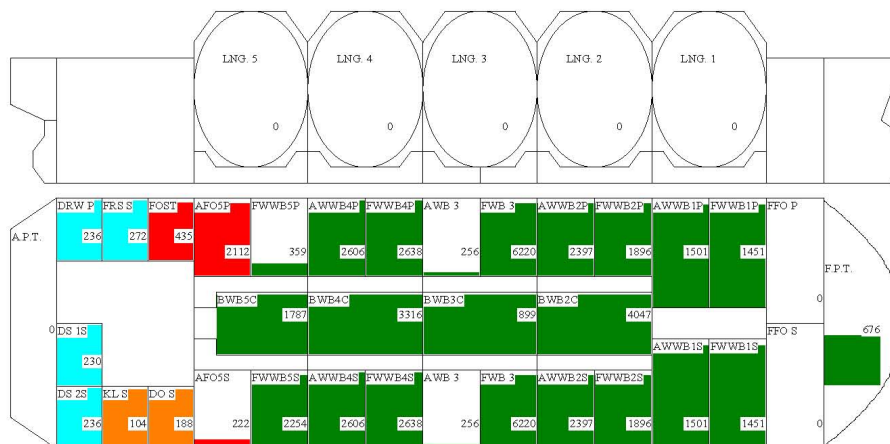 LNG. 5 LNG. 4 LNG. 3 LNG. 2 LNG. 1
0 0 0 0 0
DRW P FRS S FOST AFO5P FWWB5P AWWB4P FWWB4P AWB 3 FWB 3 AWWB2P FWWB2P AWWB1P FWWB1P FFO P
A.P.T. 236 272 435 2112 359 2606 2638 256 6220 2397 1896 1501 1451
F.P.T.
BWB5C BWB4C BWB3C BWB2C 0
1787 3316 899 4047
0 DS 1S FFO S 676
AWWB1S FWWB1S
230
AFO5S FWWB5S AWWB4S FWWB4S AWB 3 FWB 3 AWWB2S FWWB2S
DS 2S KL S DO S
236 104 188 222 2254 2606 2638 256 6220 2397 1896 1501 1451 0